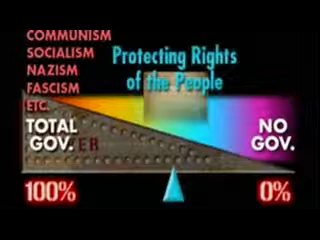 COMMUNISM
SOCIALISM
NAZISM
FASCISM
ETC.
Protecting Rights
of the People
TOTAL
GOV.
NO
GOV.
100%
0%